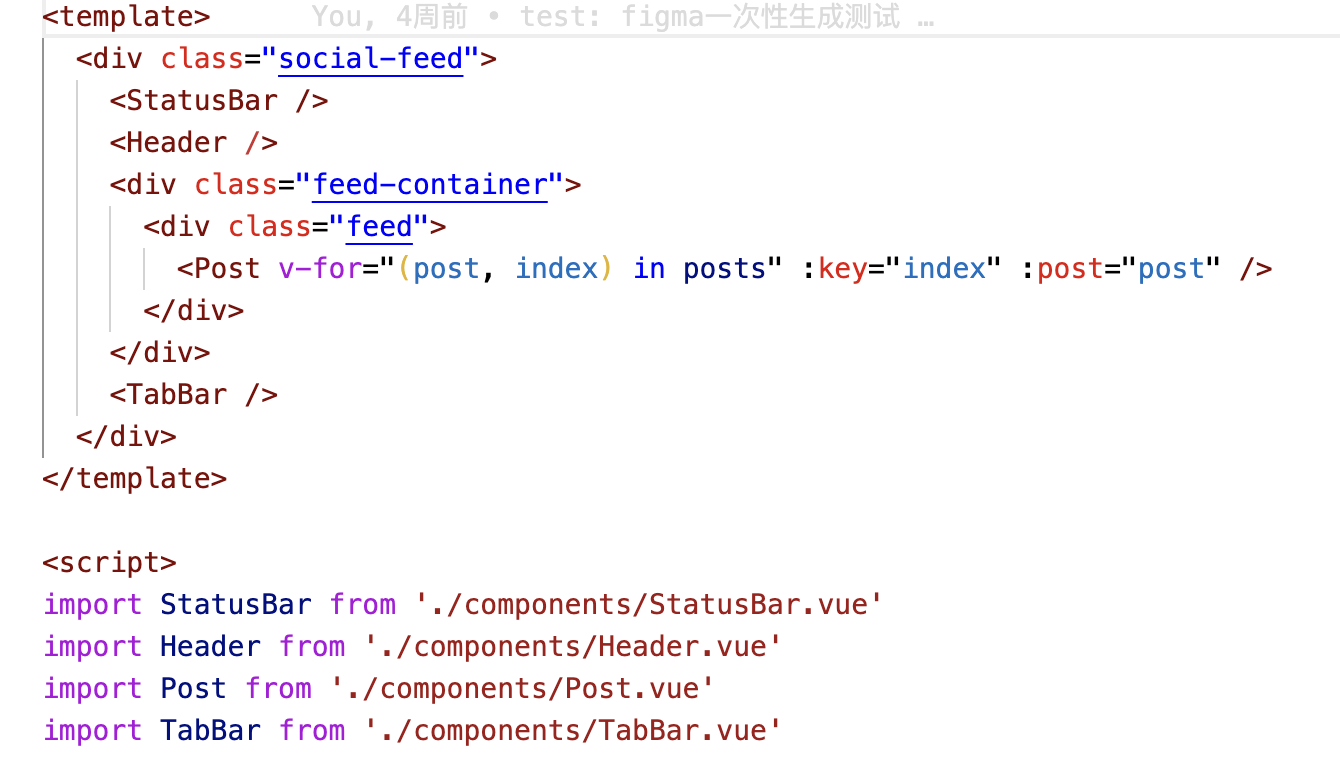 <template>        You, 4周前 • test: figma一次性生成测试 …
  <div class="social-feed">
    <StatusBar />
    <Header />
    <div class="feed-container">
      <div class="feed">
        <Post v-for="(post, index) in posts" :key="index" :post="post" />
      </div>
    </div>
    <TabBar />
  </div>
</template>

<script>
import StatusBar from './components/StatusBar.vue'
import Header from './components/Header.vue'
import Post from './components/Post.vue'
import TabBar from './components/TabBar.vue'